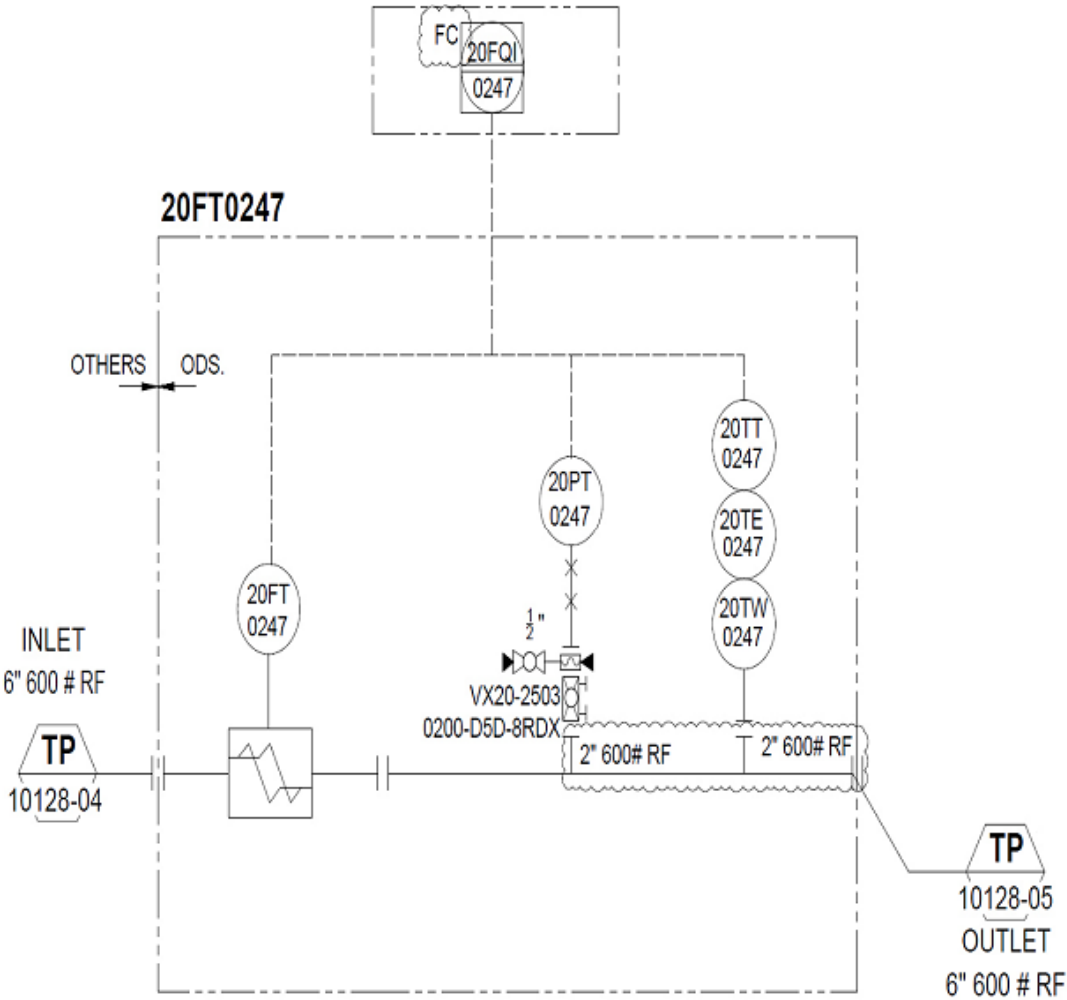 FC
20FQI
0247
20FT0247
OTHERS ODS.
20TT
0247
20PT
0247
20TE
0247
20FT
0247
20TW
0247
1/2"
INLET
6" 600 # RF
VX20-2503
0200-D5D-8RDX
2" 600# RF
2" 600# RF
TP
10128-04
TP
10128-05
OUTLET
6" 600 # RF